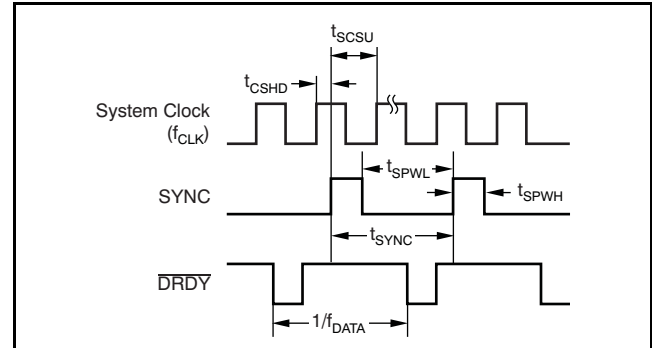 tSCSU
tCSHD
System Clock
(fCLK)
tSPWL
SYNC
tSPWH
tSYNC
DRDY
1/fDATA